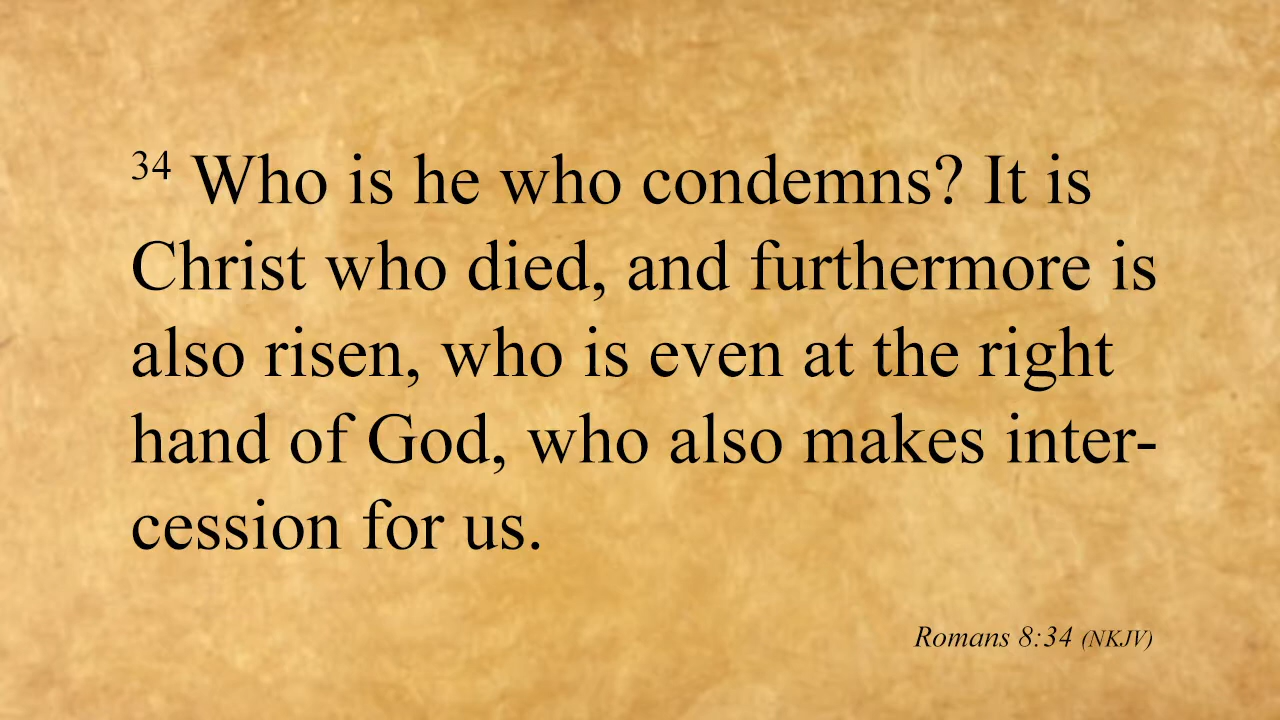 34 Who is he who condemns? It is
Christ who died, and furthermore is
also risen, who is even at the right
hand of God, who also makes inter-
cession for us.
Romans 8:34 (NKJV)